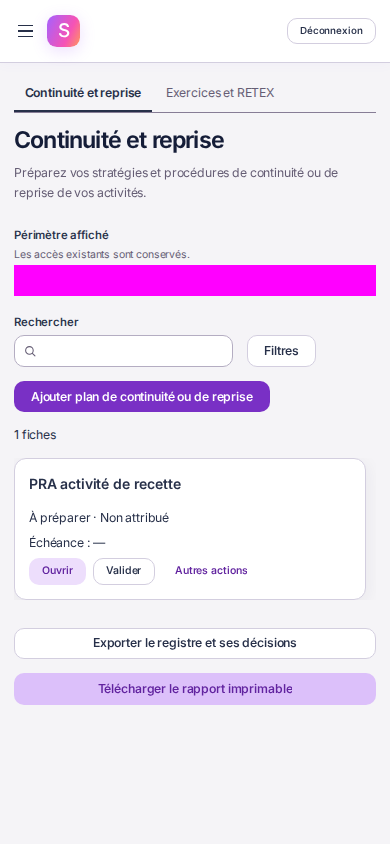 S
Déconnexion
Continuité et reprise
Exercices et RETEX
Continuité et reprise
Préparez vos stratégies et procédures de continuité ou de
reprise de vos activités.
Périmètre affiché
Les accès existants sont conservés.
Rechercher
Filtres
Ajouter plan de continuité ou de reprise
1 fiches
PRA activité de recette
À préparer · Non attribué
Échéance : —
Ouvrir
Valider
Autres actions
Exporter le registre et ses décisions
Télécharger le rapport imprimable